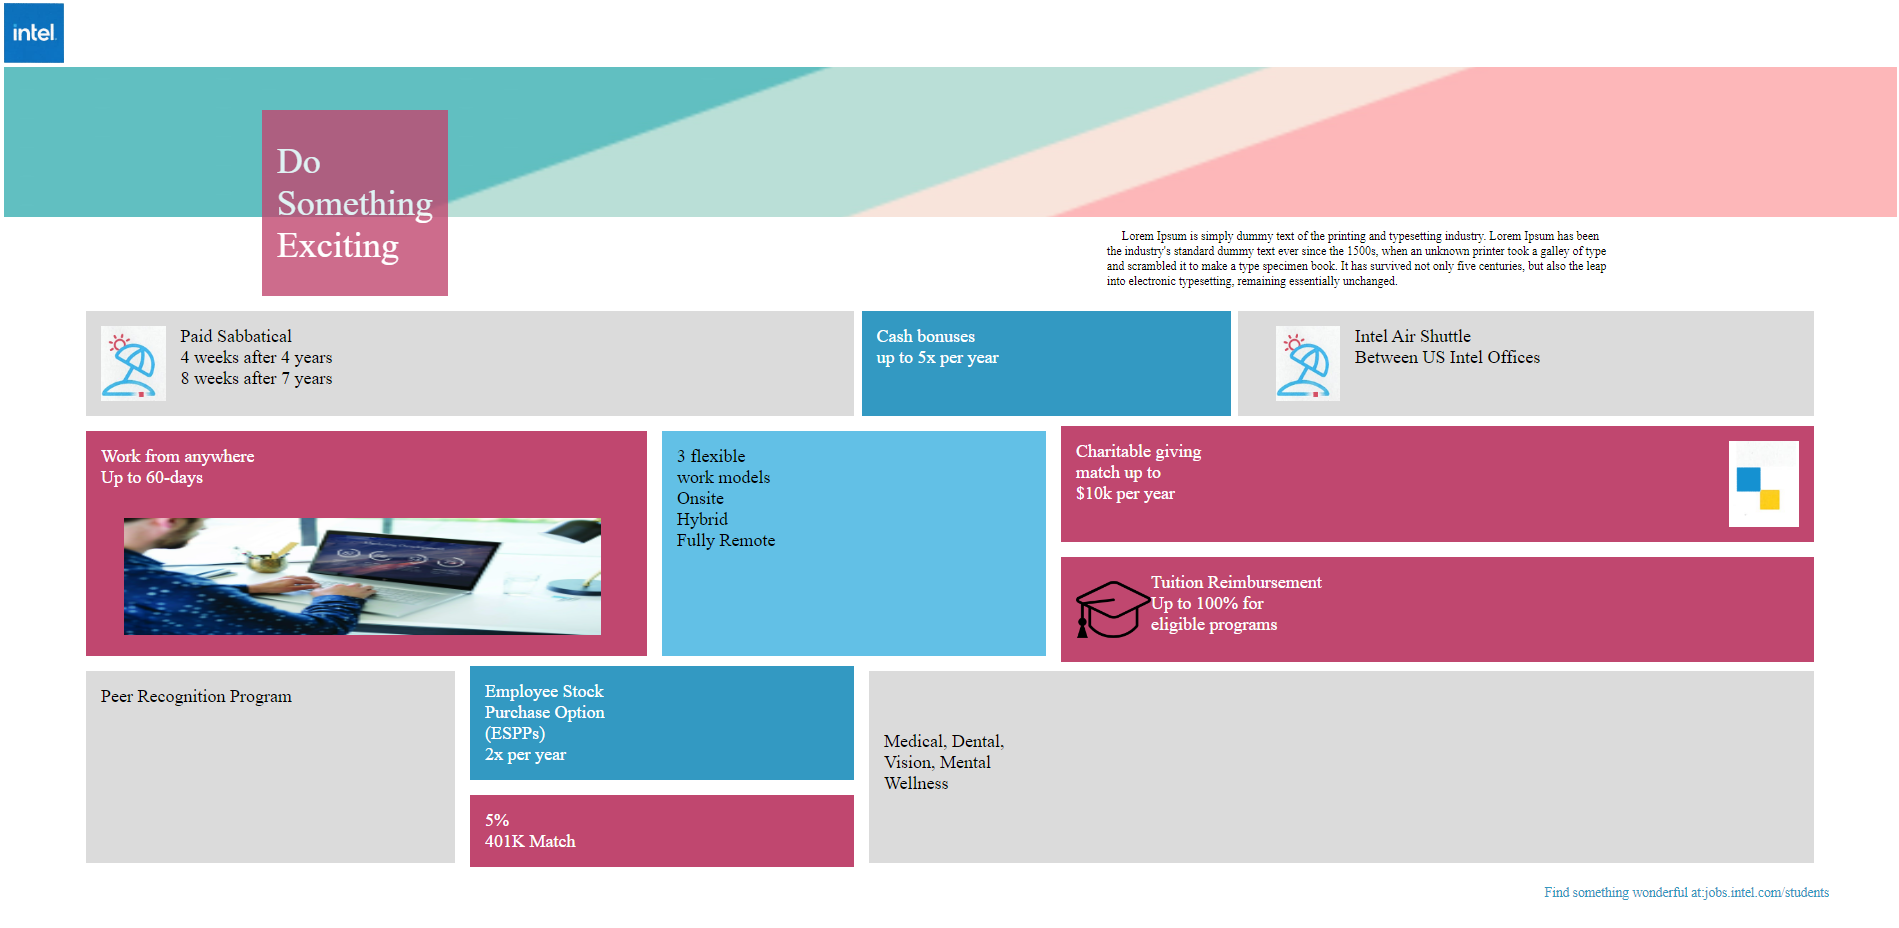 intel
Do
Something
Exciting
Lorem Ipsum is simply dummy text of the printing and typesetting industry. Lorem Ipsum has been
the industry's standard dummy text ever since the 1500s, when an unknown printer took a galley of type
and scrambled it to make a type specimen book. It has survived not only five centuries, but also the leap
into electronic typesetting, remaining essentially unchanged.
Paid Sabbatical
4 weeks after 4 years
8 weeks after 7 years
Cash bonuses
up to 5x per year
Intel Air Shuttle
Between US Intel Offices
Work from anywhere
Up to 60-days
3 flexible
work models
Onsite
Hybrid
Fully Remote
Charitable giving
match up to
$10k per year
Tuition Reimbursement
Up to 100% for
eligible programs
Peer Recognition Program
Employee Stock
Purchase Option
(ESPPs)
2x per year
5%
401K Match
Medical, Dental,
Vision, Mental
Wellness
Find something wonderful at:jobs.intel.com/students